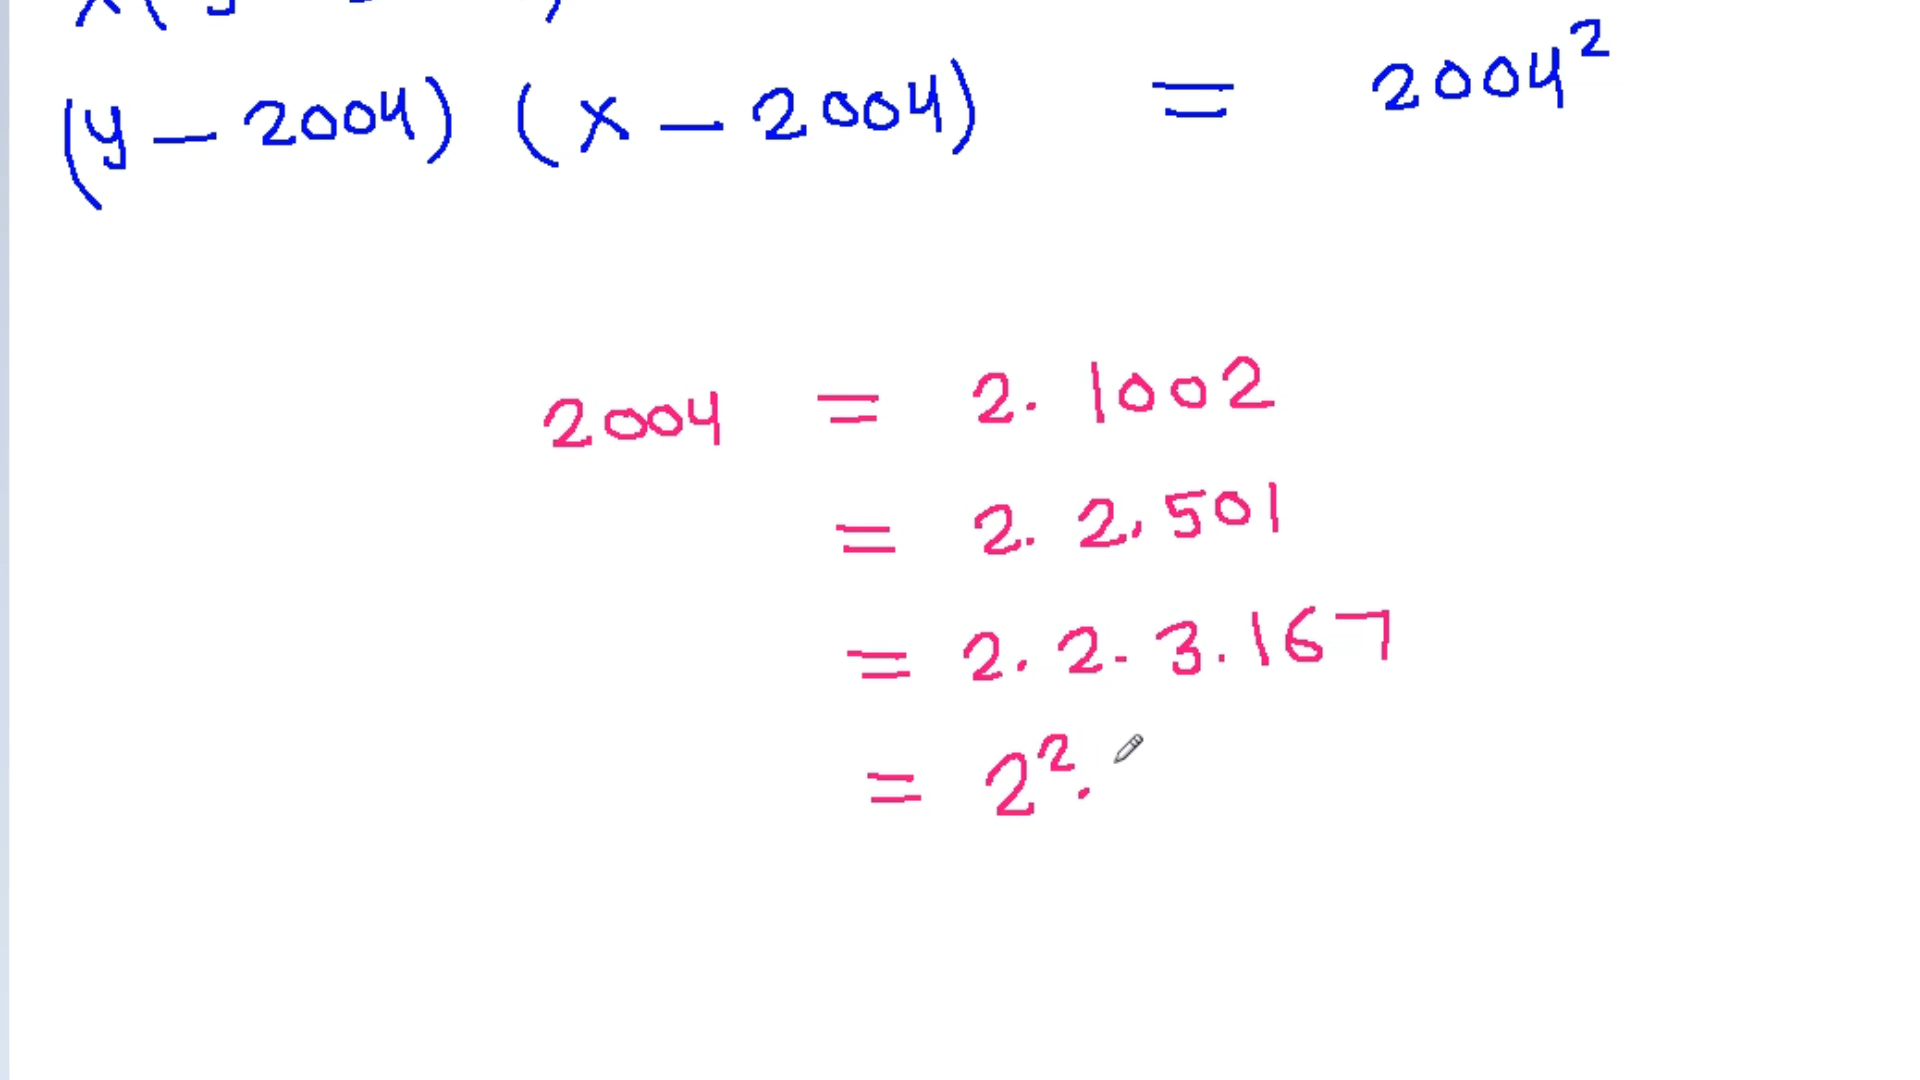 (y - 2004) (x - 2004) = 2004²
2004 = 2. 1002
= 2. 2. 501
= 2. 2. 3. 167
= 2².